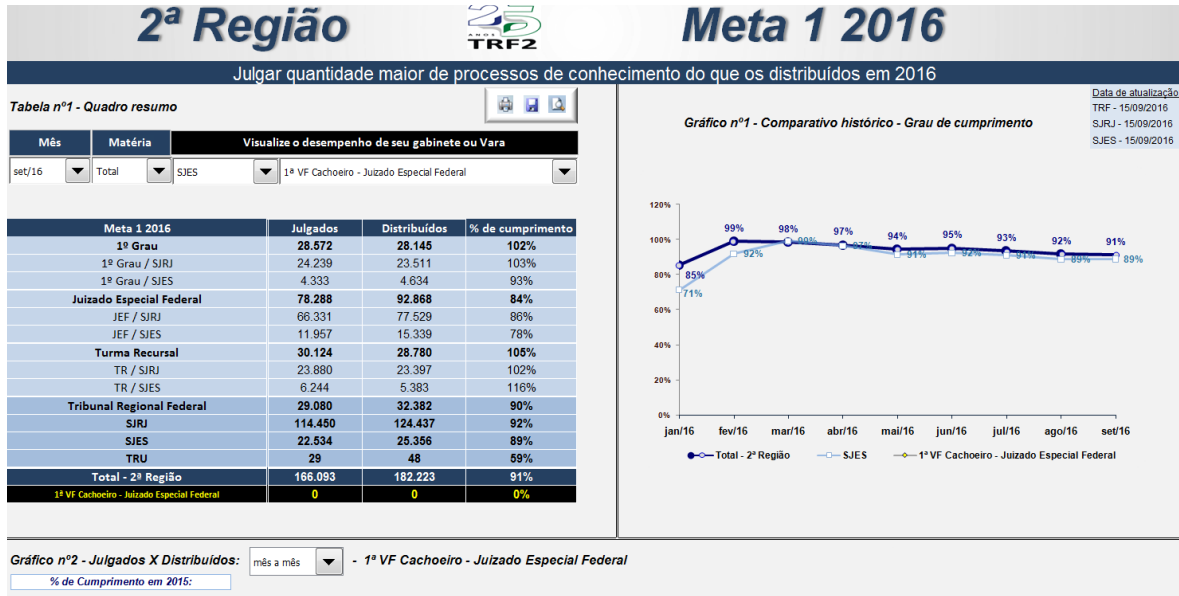 2ª Região
25
ANOS
TRF2
Meta 1 2016
Julgar quantidade maior de processos de conhecimento do que os distribuídos em 2016
Tabela nº1 - Quadro resumo
Mês Matéria Visualize o desempenho de seu gabinete ou Vara
set/16 Total SJES 1ª VF Cachoeiro - Juizado Especial Federal
Meta 1 2016 Julgados Distribuídos % de cumprimento
1º Grau 28.572 28.145 102%
1º Grau / SJRJ 24.239 23.511 103%
1º Grau / SJES 4.333 4.634 93%
Juizado Especial Federal 78.288 92.868 84%
JEF / SJRJ 66.331 77.529 86%
JEF / SJES 11.957 15.339 78%
Turma Recursal 30.124 28.780 105%
TR / SJRJ 23.880 23.397 102%
TR / SJES 6.244 5.383 116%
Tribunal Regional Federal 29.080 32.382 90%
SJRJ 114.450 124.437 92%
SJES 22.534 25.356 89%
TRU 29 48 59%
Total - 2ª Região 166.093 182.223 91%
1ª VF Cachoeiro - Juizado Especial Federal 0 0 0%
Data de atualização
TRF - 15/09/2016
SJRJ - 15/09/2016
SJES - 15/09/2016
Gráfico nº1 - Comparativo histórico - Grau de cumprimento
120%
100%
80%
60%
40%
20%
0%
85% 99% 98% 97% 94% 95% 93% 92% 91%
71% 92% 99% 97% 91% 92% 91% 89% 89%
jan/16 fev/16 mar/16 abr/16 mai/16 jun/16 jul/16 ago/16 set/16
Total - 2ª Região SJES 1ª VF Cachoeiro - Juizado Especial Federal
Gráfico nº2 - Julgados X Distribuídos: mês a mês - 1ª VF Cachoeiro - Juizado Especial Federal
% de Cumprimento em 2015: